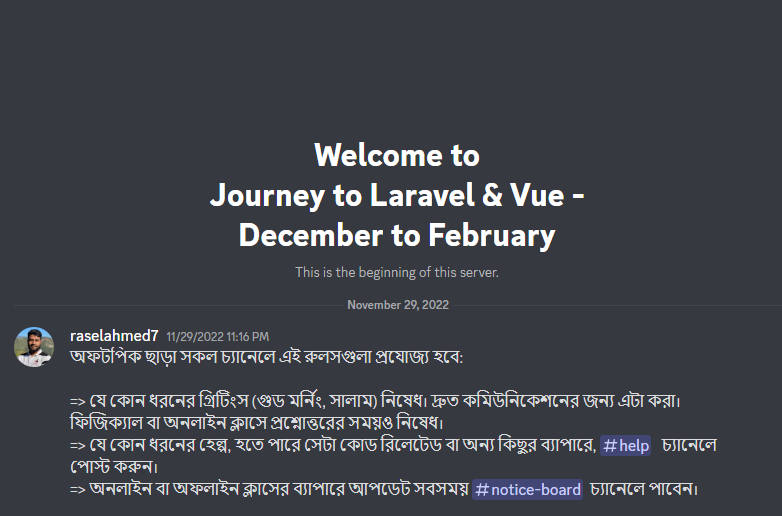 Welcome to
Journey to Laravel & Vue -
December to February
This is the beginning of this server.
November 29, 2022
raselahmed7 11/29/2022 11:16 PM
অফটপিক ছাড়া সকল চ্যানেলে এই রুলসগুলা প্রযোজ্য হবে:
=> যে কোন ধরনের গ্রিটিংস (গুড মর্নিং, সালাম) নিষেধ। দ্রুত কমিউনিকেশনের জন্য এটা করা।
ফিজিক্যাল বা অনলাইন ক্লাসে প্রশ্নোত্তরের সময়ও নিষেধ।
=> যে কোন ধরনের হেল্প, হতে পারে সেটা কোড রিলেটেড বা অন্য কিছুর ব্যাপারে, #help চ্যানেলে
পোস্ট করুন।
=> অনলাইন বা অফলাইন ক্লাসের ব্যাপারে আপডেট সবসময় #notice-board চ্যানেলে পাবেন।